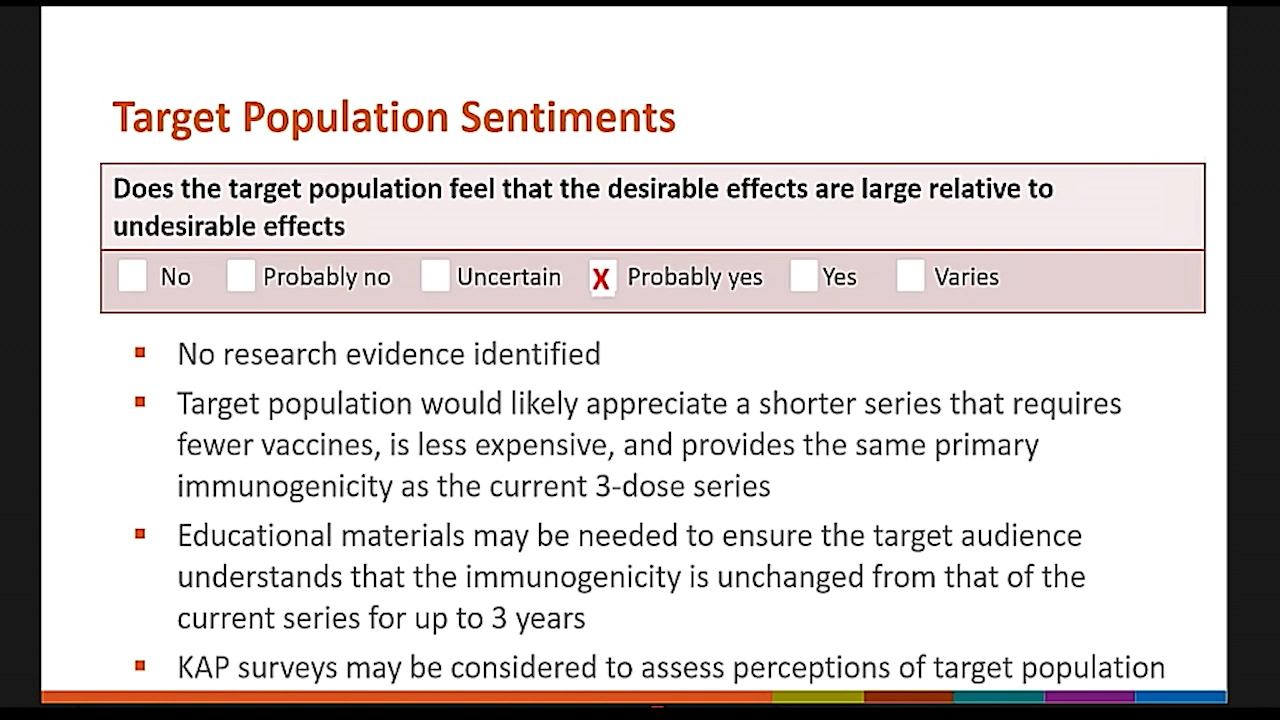 Target Population Sentiments
Does the target population feel that the desirable effects are large relative to
undesirable effects
No Probably no Uncertain X Probably yes Yes Varies
No research evidence identified
Target population would likely appreciate a shorter series that requires
fewer vaccines, is less expensive, and provides the same primary
immunogenicity as the current 3-dose series
Educational materials may be needed to ensure the target audience
understands that the immunogenicity is unchanged from that of the
current series for up to 3 years
KAP surveys may be considered to assess perceptions of target population